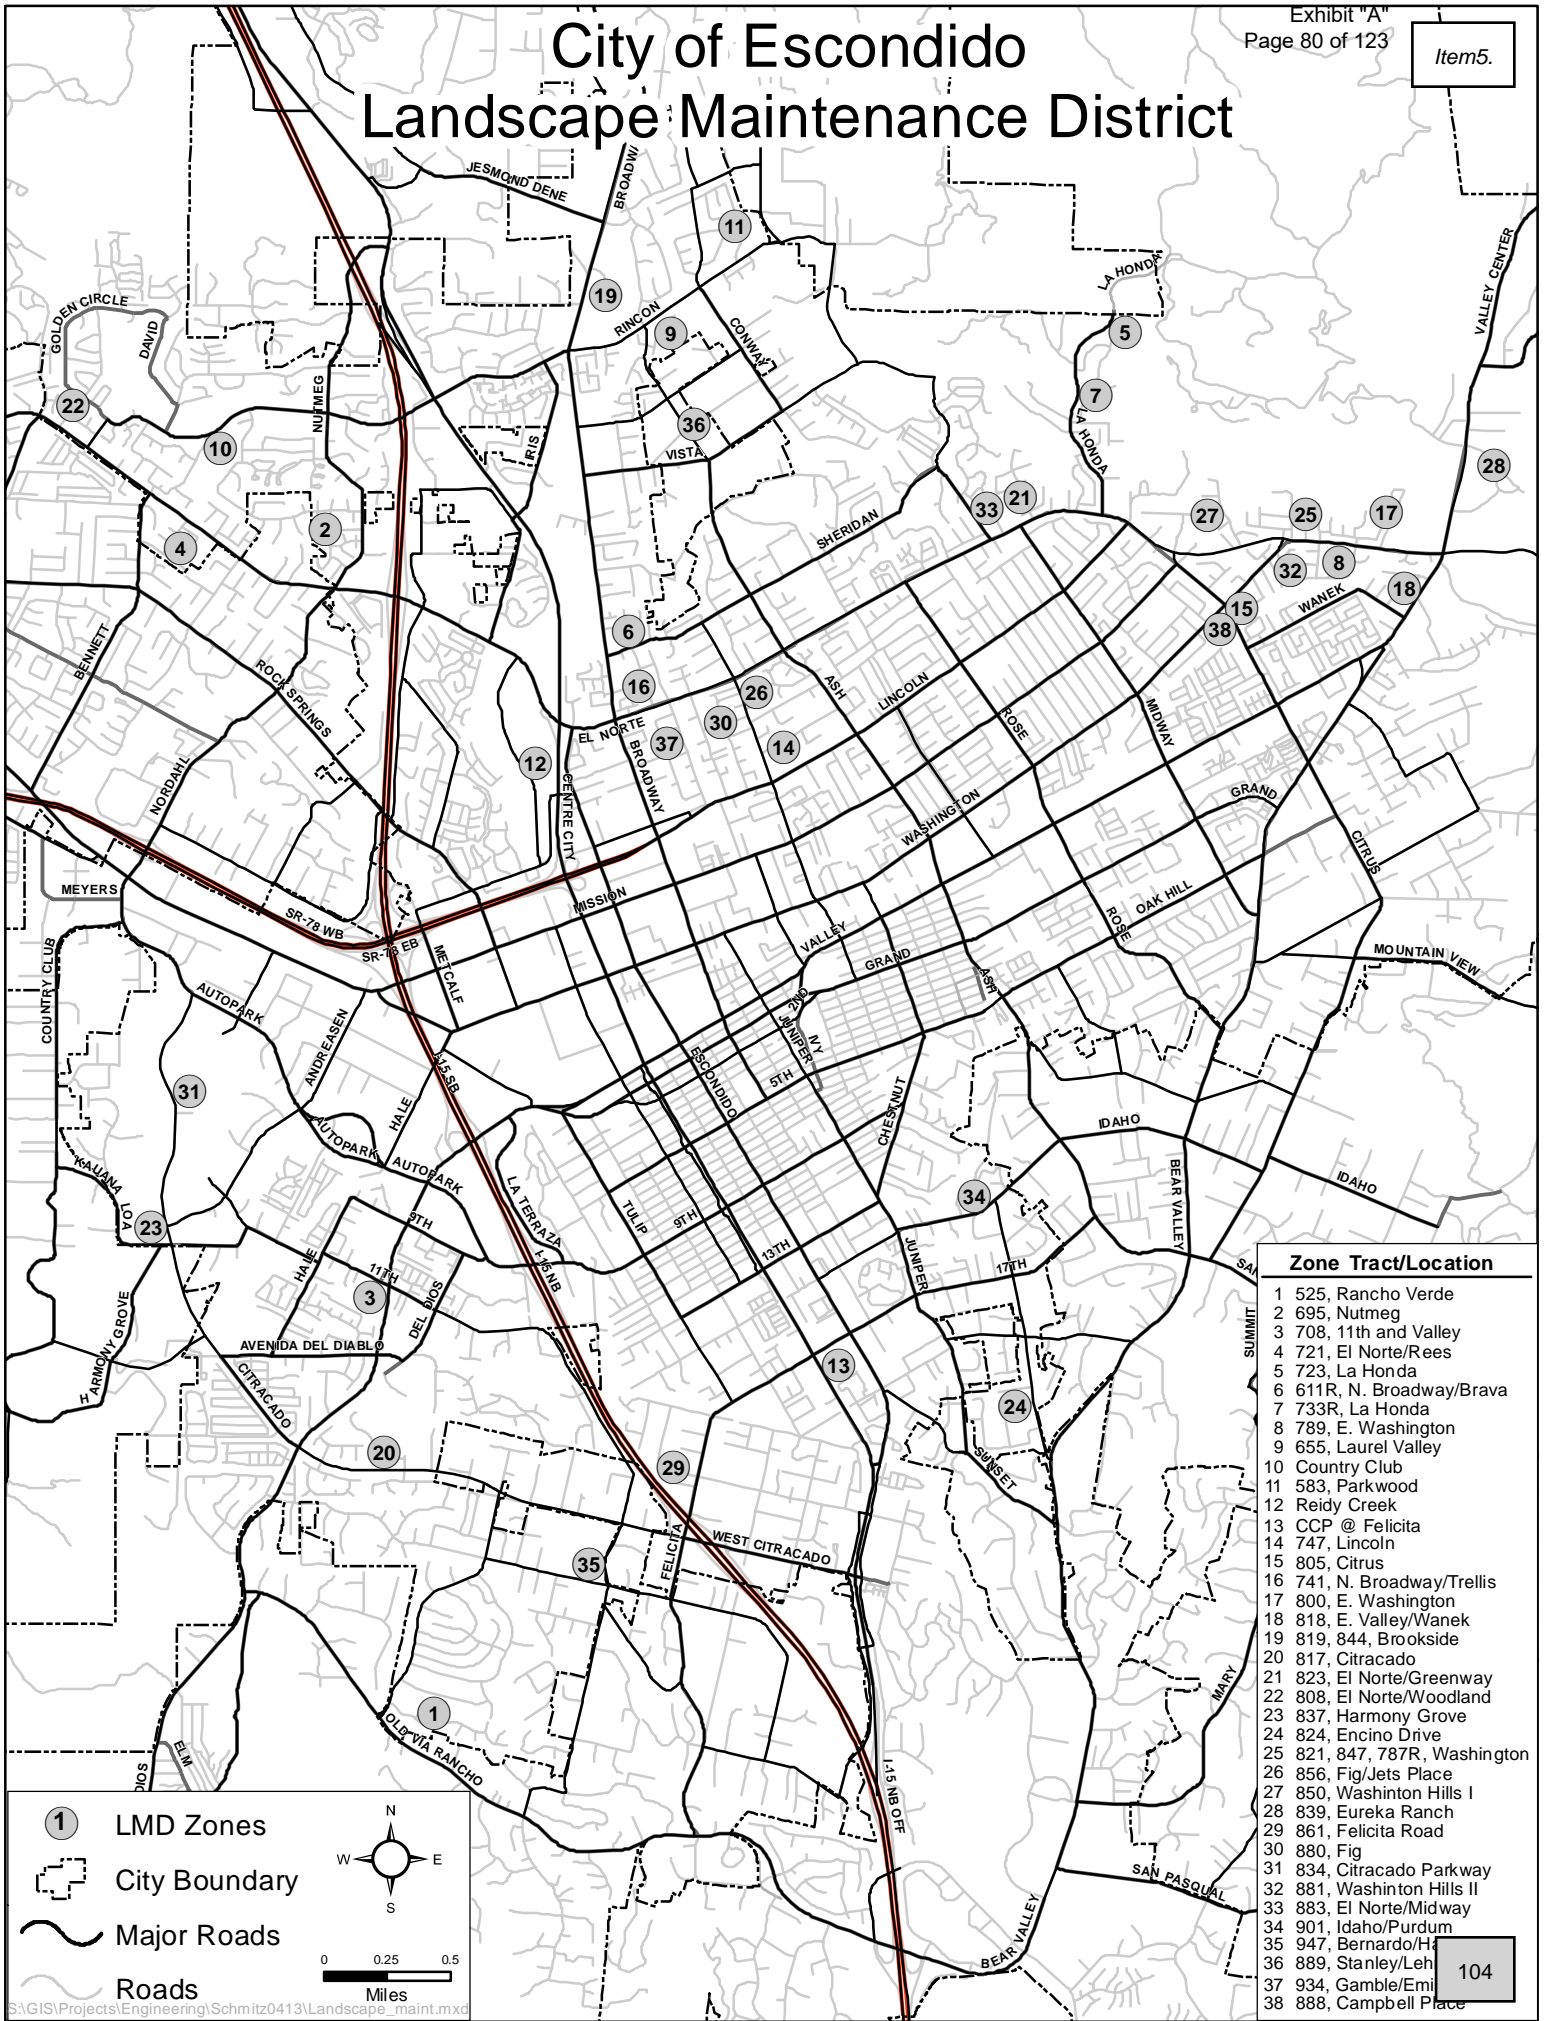 Exhibit "A"
Page 80 of 123
Item5.
City of Escondido
Landscape Maintenance District
JESMOND DENE
BROADWA
11
LA HONDA
VALLEY CENTER
19
RINCON
GOLDEN CIRCLE
DAVID
9
CONWAY
5
NUTMEG
22
7
36
LA HONDA
10
IRIS
VISTA
28
33
21
27
25
17
2
SHERIDAN
4
32
8
18
WANEK
15
38
6
BENNETT
ROCK SPRINGS
16
26
ASH
LINCOLN
ROSE
MIDWAY
30
EL NORTE
37
14
BROADWAY
12
NORDAHL
CENTRE CITY
WASHINGTON
GRAND
CITRUS
MEYERS
MISSION
OAK HILL
ROSE
SR-78 WB
SR-78 EB
METCALF
VALLEY
GRAND
MOUNTAIN VIEW
COUNTRY CLUB
AUTOPARK
ASH
2ND
JUNIPER
IVY
ANDREASEN
I-15 SB
ESCONDIDO
5TH
31
HALE
CHESTNUT
IDAHO
AUTOPARK
AUTOPARK
KAUANA LOA
BEAR VALLEY
IDAHO
LA TERRAZA
34
TULIP
9TH
9TH
23
13TH
JUNIPER
17TH
HALE
I-15 NB
11TH
3
DEL DIOS
HARMONY GROVE
AVENIDA DEL DIABLO
SUMMIT
13
CITRACADO
24
20
29
SUNSET
WEST CITRACADO
FELICITA
35
MARY
1
OLD VIA RANCHO
ELM
DIOS
I-15 NB OFF
SAN PASQUAL
BEAR VALLEY
Zone Tract/Location
1 525, Rancho Verde
2 695, Nutmeg
3 708, 11th and Valley
4 721, El Norte/Rees
5 723, La Honda
6 611R, N. Broadway/Brava
7 733R, La Honda
8 789, E. Washington
9 655, Laurel Valley
10 Country Club
11 583, Parkwood
12 Reidy Creek
13 CCP @ Felicita
14 747, Lincoln
15 805, Citrus
16 741, N. Broadway/Trellis
17 800, E. Washington
18 818, E. Valley/Wanek
19 819, 844, Brookside
20 817, Citracado
21 823, El Norte/Greenway
22 808, El Norte/Woodland
23 837, Harmony Grove
24 824, Encino Drive
25 821, 847, 787R, Washington
26 856, Fig/Jets Place
27 850, Washinton Hills I
28 839, Eureka Ranch
29 861, Felicita Road
30 880, Fig
31 834, Citracado Parkway
32 881, Washinton Hills II
33 883, El Norte/Midway
34 901, Idaho/Purdum
35 947, Bernardo/Ha
36 889, Stanley/Leh
37 934, Gamble/Emi
38 888, Campbell Place
104
1 LMD Zones
City Boundary
Major Roads
Roads
N
W E
S
0 0.25 0.5
Miles
S:\GIS\Projects\Engineering\Schmitz0413\Landscape_maint.mxd